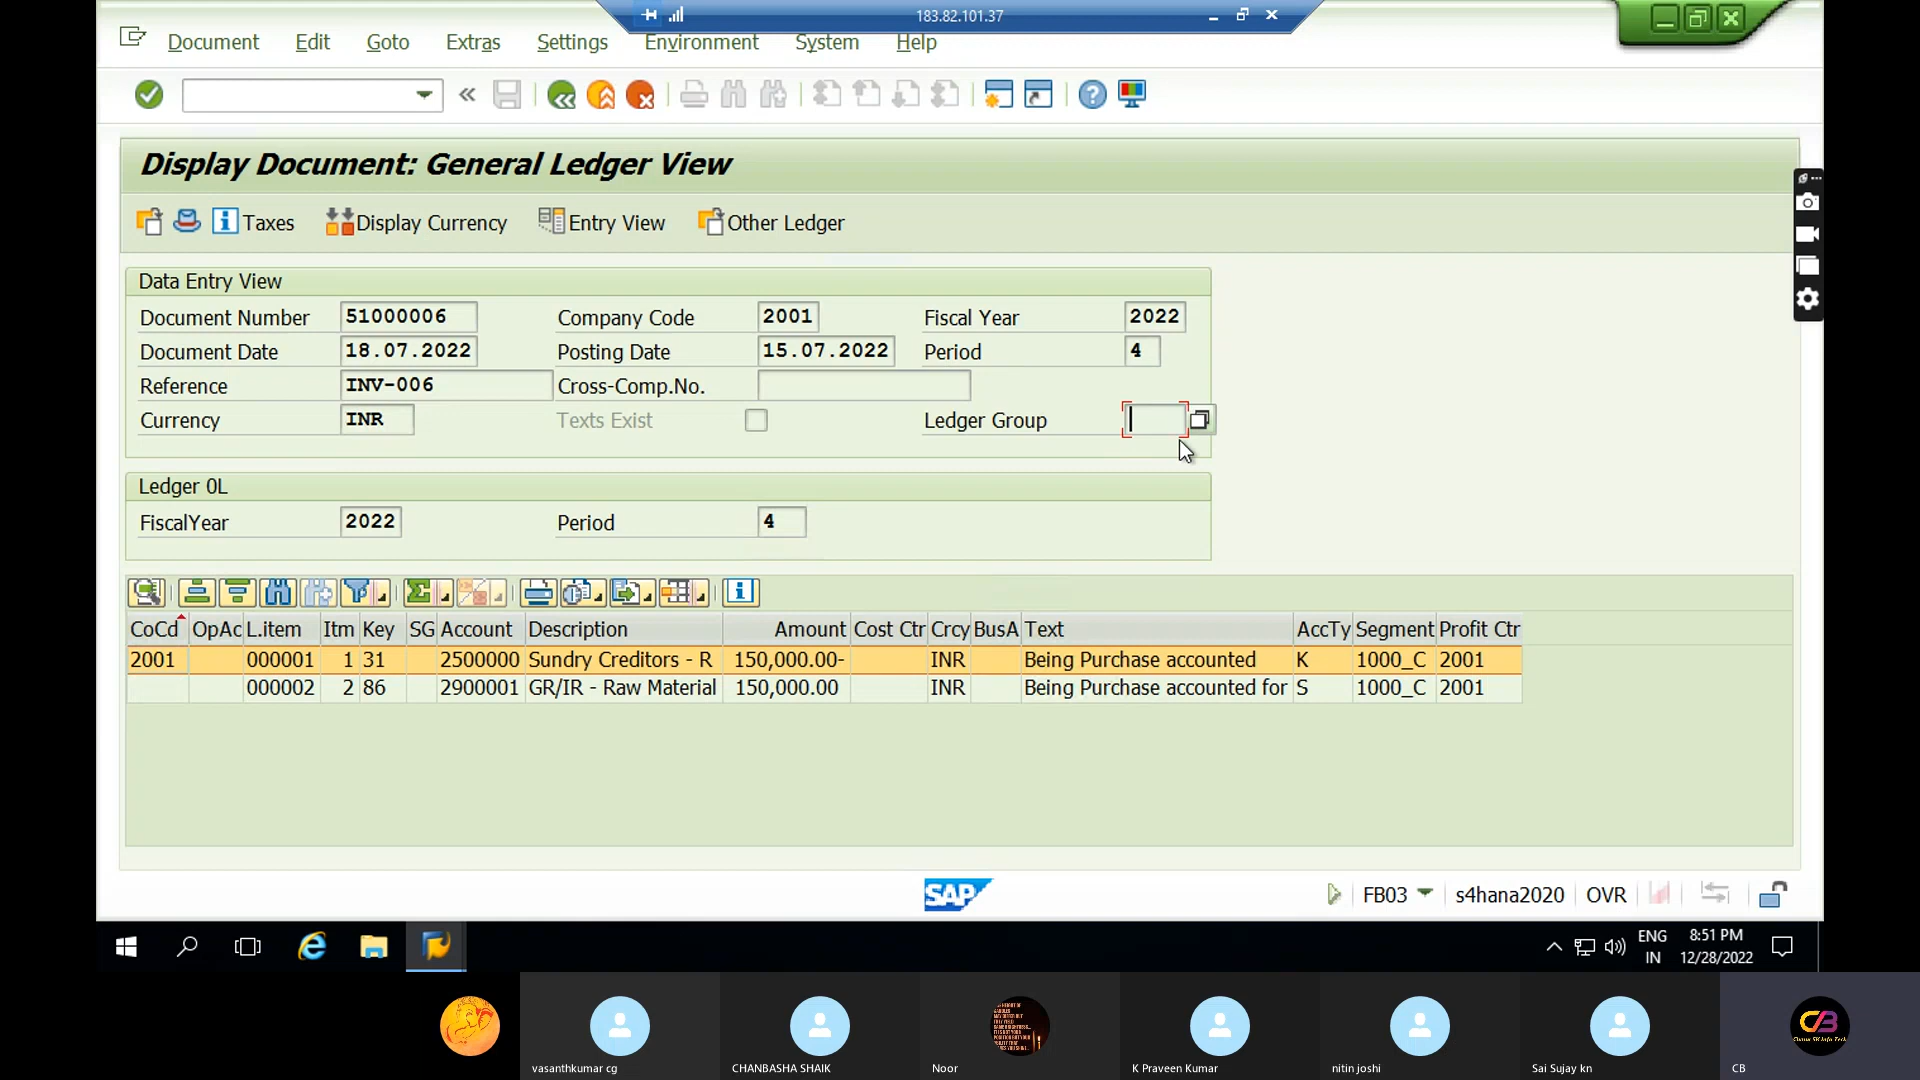 183.82.101.37
Document Edit Goto Extras Settings Environment System Help
Display Document: General Ledger View
Taxes Display Currency Entry View Other Ledger
Data Entry View
Document Number 51000006 Company Code 2001 Fiscal Year 2022
Document Date 18.07.2022 Posting Date 15.07.2022 Period 4
Reference INV-006 Cross-Comp.No.
Currency INR Texts Exist Ledger Group
Ledger 0L
FiscalYear 2022 Period 4
CoCd OpAc L.item Itm Key SG Account Description Amount Cost Ctr Crcy BusA Text AccTy Segment Profit Ctr
2001 000001 1 31 2500000 Sundry Creditors - R 150,000.00- INR Being Purchase accounted K 1000_C 2001
000002 2 86 2900001 GR/IR - Raw Material 150,000.00 INR Being Purchase accounted for S 1000_C 2001
SAP FB03 s4hana2020 OVR
ENG 8:51 PM
IN 12/28/2022
vasanthkumar cg CHANBASHA SHAIK Noor K Praveen Kumar nitin joshi Sai Sujay kn CB